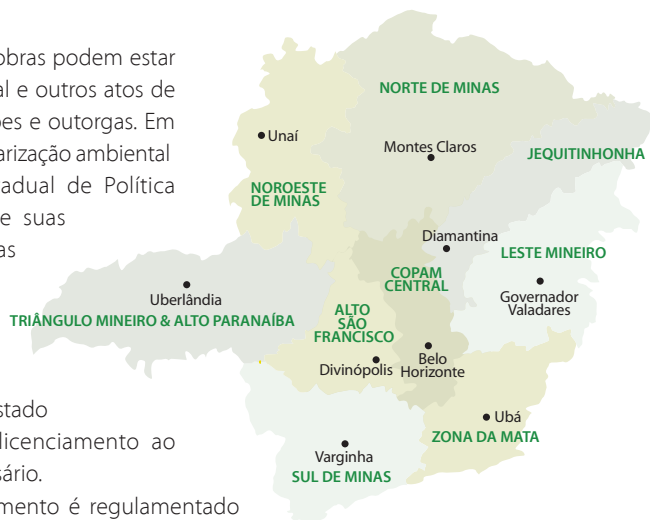 obras podem estar
al e outros atos de
es e outorgas. Em
arização ambiental
adual de Política
e suas
as
stado
licenciamento ao
sário.
mento é regulamentado
NORTE DE MINAS
Unaí
Montes Claros
JEQUITINHONHA
NOROESTE
DE MINAS
Diamantina
LESTE MINEIRO
COPAM
CENTRAL
Uberlândia
Governador
Valadares
TRIÂNGULO MINEIRO & ALTO PARANAÍBA
ALTO
SÃO
FRANCISCO
Divinópolis
Belo
Horizonte
Ubá
ZONA DA MATA
Varginha
SUL DE MINAS